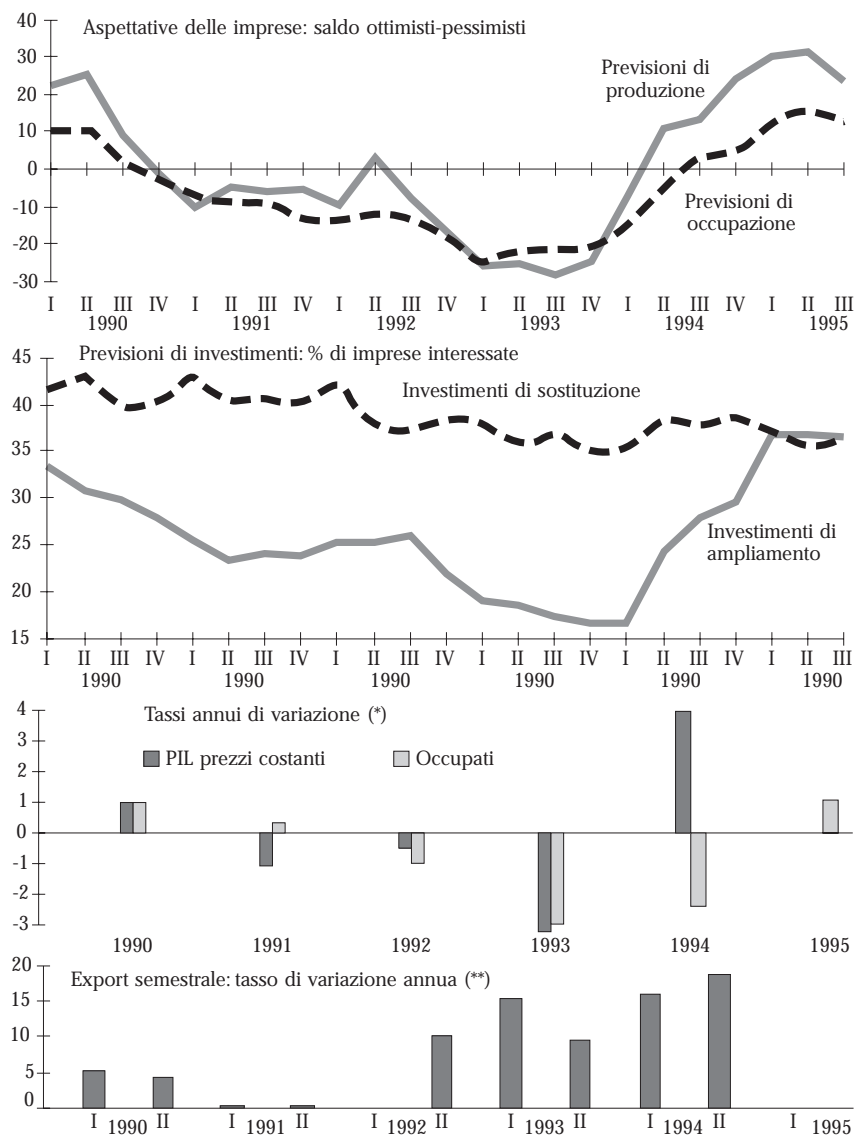 Aspettative delle imprese: saldo ottimisti-pessimisti
40
30
20
10
0
-10
-20
-30
Previsioni di
produzione
Previsioni di
occupazione
I II III IV I II III IV I II III IV I II III IV I II III IV I II III
1990 1991 1992 1993 1994 1995
Previsioni di investimenti: % di imprese interessate
45
40
35
30
25
20
15
Investimenti di sostituzione
Investimenti di
ampliamento
I II III IV I II III IV I II III IV I II III IV I II III IV I II III
1990 1990 1990 1990 1990 1990
Tassi annui di variazione (*)
PIL prezzi costanti Occupati
4
3
2
1
0
-1
-2
-3
1990 1991 1992 1993 1994 1995
Export semestrale: tasso di variazione annua (**)
20
15
10
5
0
I 1990 II I 1991 II I 1992 II I 1993 II I 1994 II I 1995